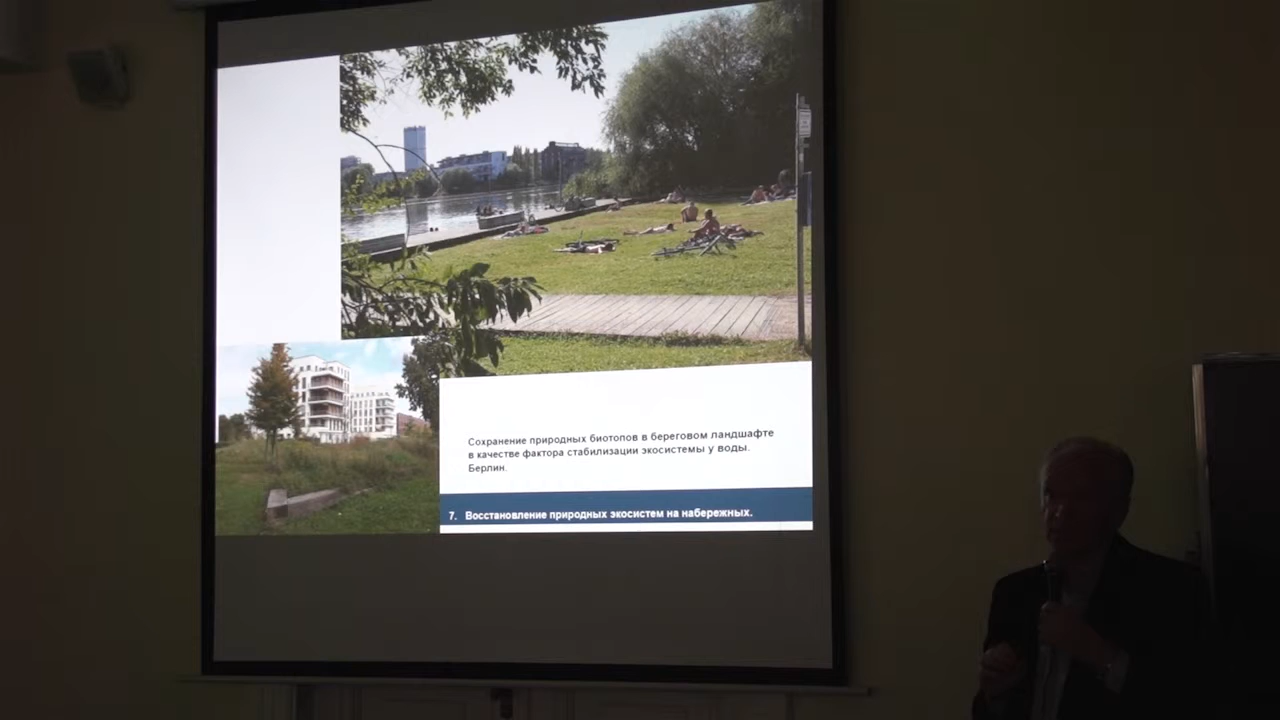 Сохранение природных биотопов в береговом ландшафте
в качестве фактора стабилизации экосистемы у воды.
Берлин.
7. Восстановление природных экосистем на набережных.